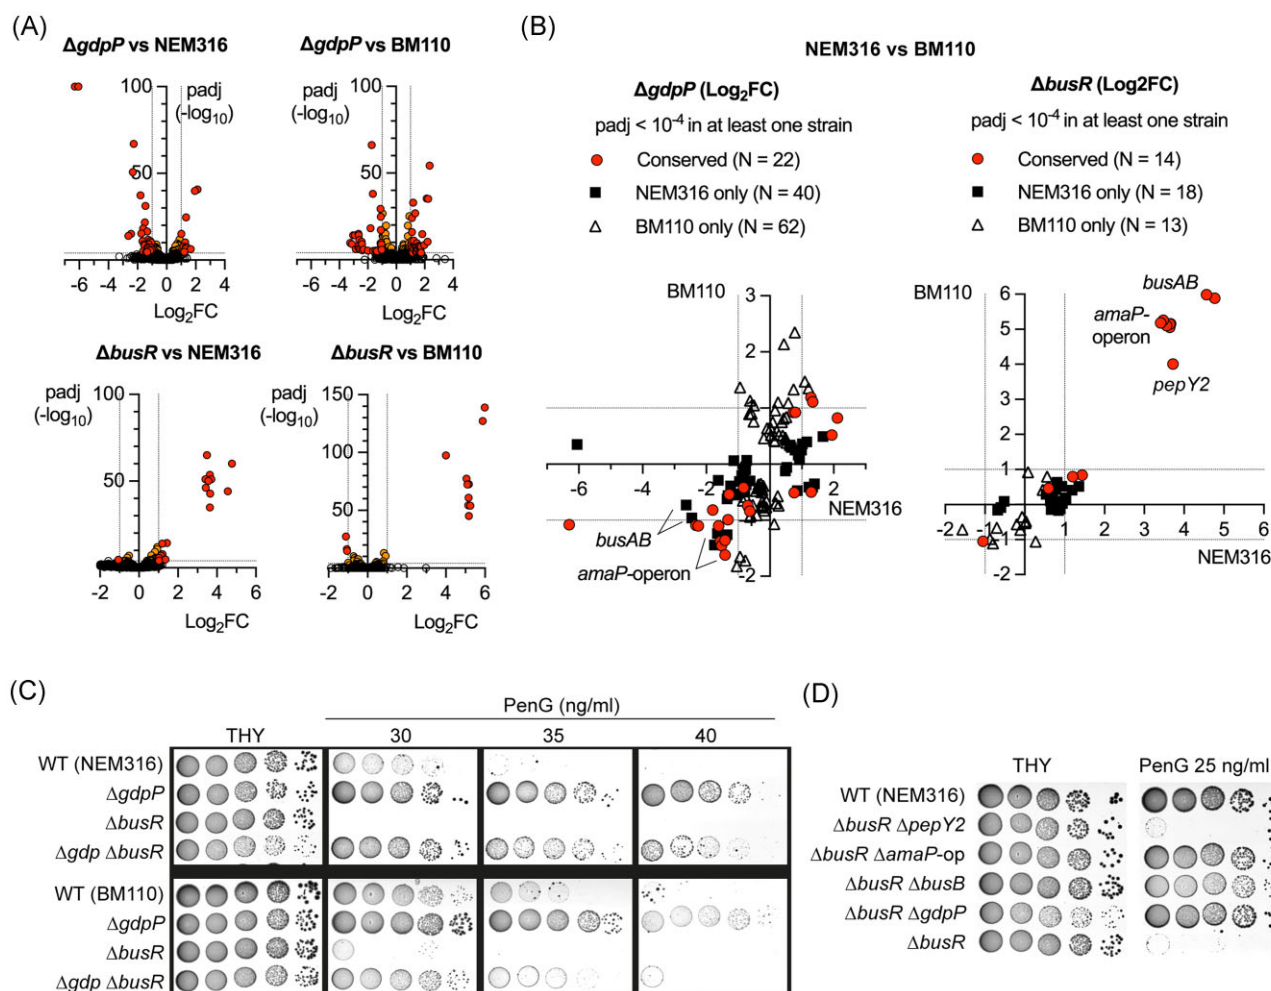 (A)
ΔgdpP vs NEM316
ΔgdpP vs BM110
100
padj
(-log10)
50
-6 -4 -2 0 2 4
Log2FC
padj
(-log10)
100
50
-6 -4 -2 0 2 4
Log2FC
ΔbusR vs NEM316
ΔbusR vs BM110
padj
(-log10)
100
50
0
-2 0 2 4 6
Log2FC
padj
(-log10)
150
100
50
0
-2 0 2 4 6
Log2FC
(B)
NEM316 vs BM110
ΔgdpP (Log2FC)
padj < 10-4 in at least one strain
Conserved (N = 22)
NEM316 only (N = 40)
BM110 only (N = 62)
BM110
3
2
-6 -4 -2 2
NEM316
busAB
amaP-operon
-2
ΔbusR (Log2FC)
padj < 10-4 in at least one strain
Conserved (N = 14)
NEM316 only (N = 18)
BM110 only (N = 13)
BM110
6
5
4
3
2
1
busAB
amaP-
operon
pepY2
-2 -1 1 2 3 4 5 6
-1
-2
NEM316
(C)
PenG (ng/ml)
THY 30 35 40
WT (NEM316)
ΔgdpP
ΔbusR
Δgdp ΔbusR
WT (BM110)
ΔgdpP
ΔbusR
Δgdp ΔbusR
(D)
THY PenG 25 ng/ml
WT (NEM316)
ΔbusR ΔpepY2
ΔbusR ΔamaP-op
ΔbusR ΔbusB
ΔbusR ΔgdpP
ΔbusR